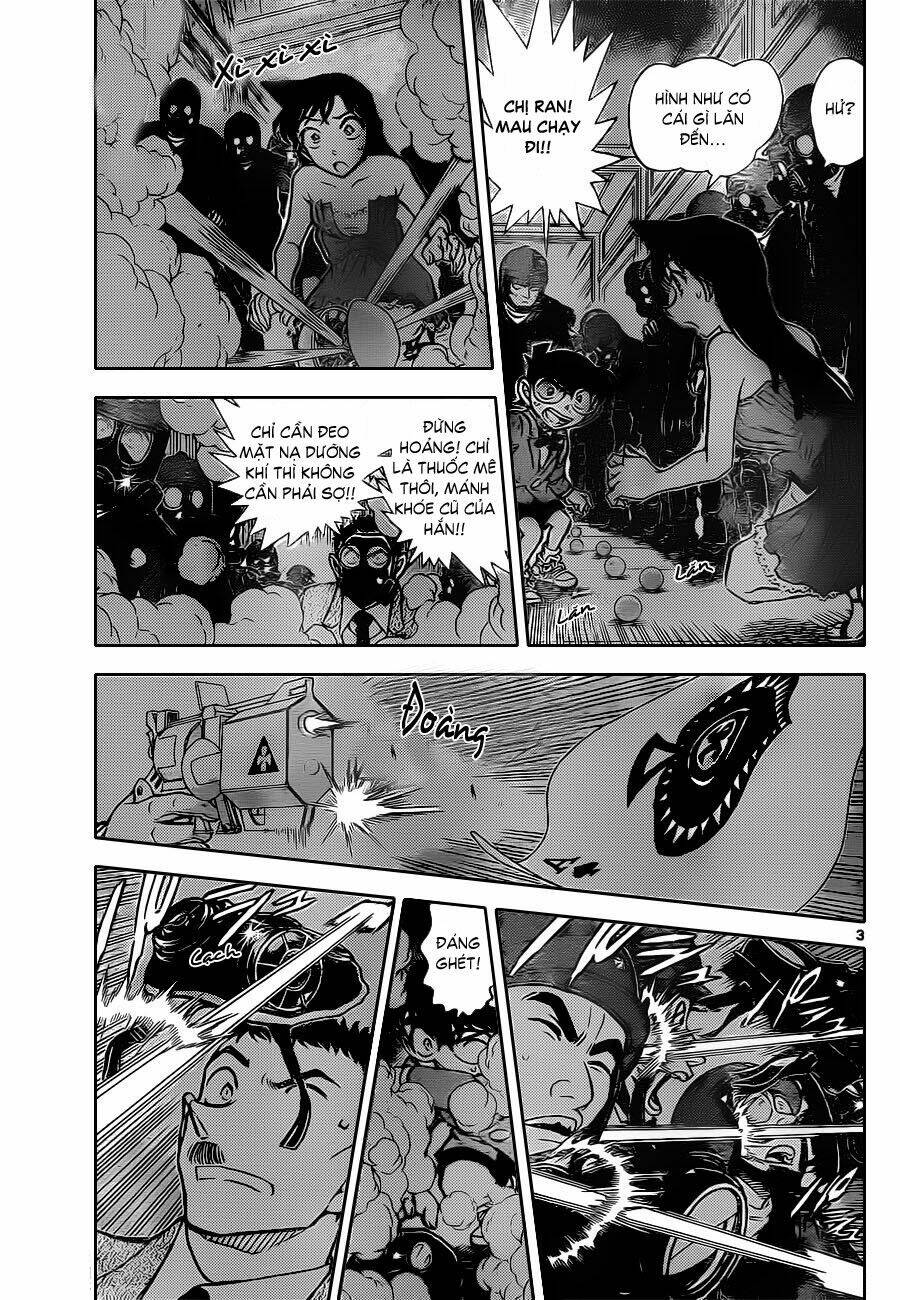 HỬ?
HÌNH NHƯ CÓ
CÁI GÌ LĂN
ĐẾN...
CHỊ RAN!
MAU CHẠY
ĐI!!
Lăn
Lăn
Xì xì xì
ĐỪNG
HOẢNG! CHỈ
LÀ THUỐC MÊ
THÔI, MÁNH
KHÓE CŨ CỦA
HẮN!!
CHỈ CẦN ĐEO
MẶT NẠ DƯỠNG
KHÍ THÌ KHÔNG
CẦN PHẢI SỢ!!
Đoàng
3
ĐÁNG
GHÉT!
Cạch